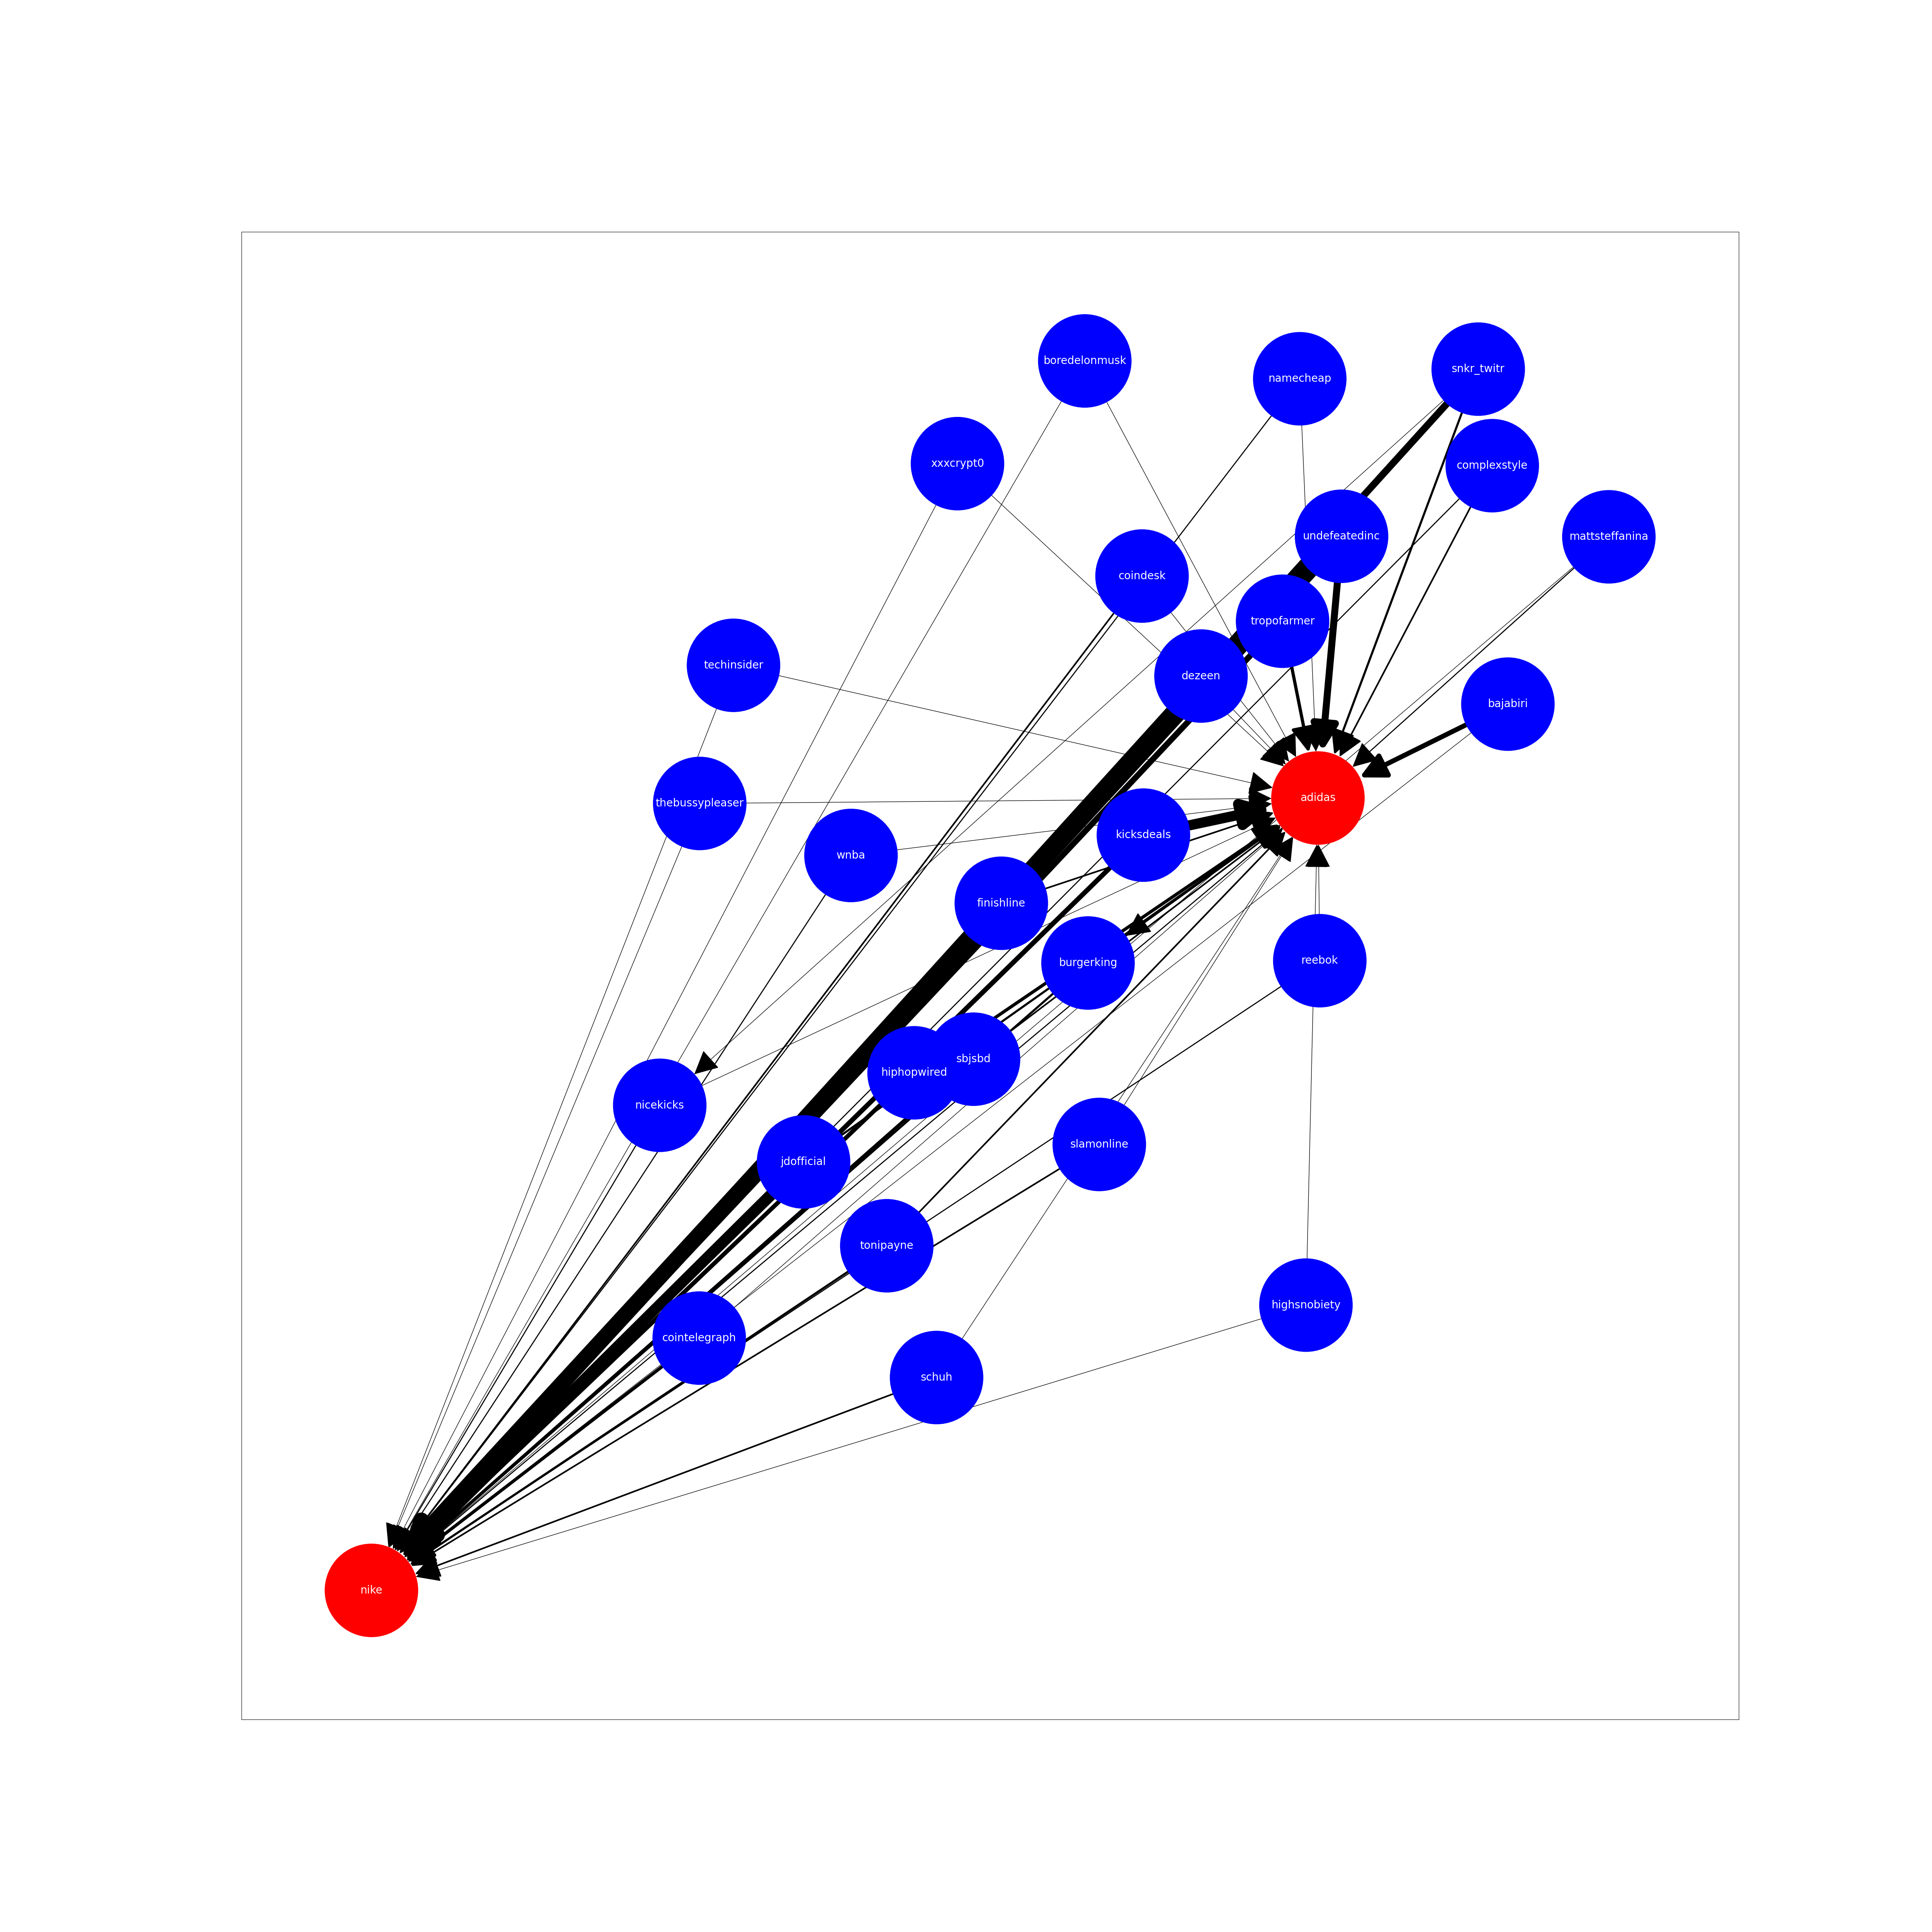 boredelonmusk
namecheap
snkr_twitr
xxxcrypt0
complexstyle
undefeatedinc
mattsteffanina
coindesk
tropofarmer
techinsider
dezeen
bajabiri
adidas
thebussypleaser
kicksdeals
wnba
finishline
burgerking
reebok
sbjsbd
hiphopwired
nicekicks
slamonline
jdofficial
tonipayne
highsnobiety
cointelegraph
schuh
nike